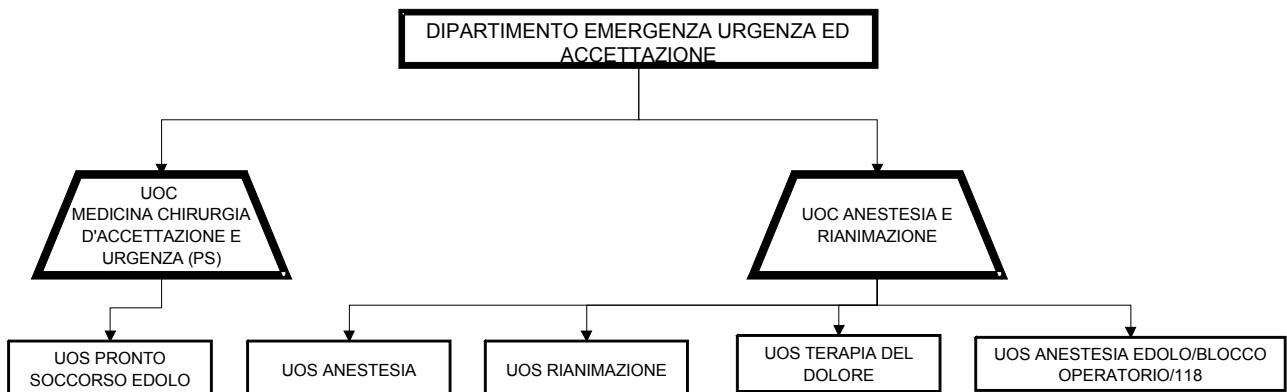 DIPARTIMENTO EMERGENZA URGENZA ED
ACCETTAZIONE
UOC
MEDICINA CHIRURGIA
D'ACCETTAZIONE E
URGENZA (PS)
UOC ANESTESIA E
RIANIMAZIONE
UOS PRONTO
SOCCORSO EDOLO
UOS ANESTESIA
UOS RIANIMAZIONE
UOS TERAPIA DEL
DOLORE
UOS ANESTESIA EDOLO/BLOCCO
OPERATORIO/118